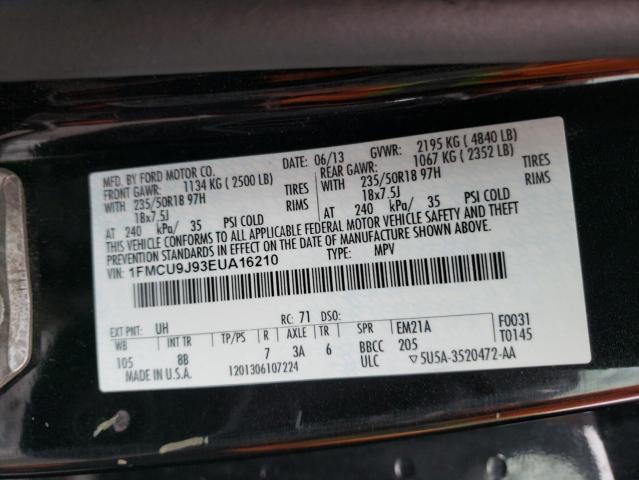 MFD. BY FORD MOTOR CO. DATE: 06/13 GVWR: 2195 KG ( 4840 LB)
FRONT GAWR: 1134 KG ( 2500 LB) REAR GAWR: 1067 KG ( 2352 LB)
WITH 235/50R18 97H TIRES WITH 235/50R18 97H TIRES
18x7.5J RIMS 18x7.5J RIMS
AT 240 kPa/ 35 PSI COLD AT 240 kPa/ 35 PSI COLD
THIS VEHICLE CONFORMS TO ALL APPLICABLE FEDERAL MOTOR VEHICLE SAFETY AND THEFT
PREVENTION STANDARDS IN EFFECT ON THE DATE OF MANUFACTURE SHOWN ABOVE.
VIN: 1FMCU9J93EUA16210 TYPE: MPV
EXT PNT: UH RC: 71 DSO:
WB INT TR TP/PS R AXLE TR SPR EM21A F0031
105 8B 7 3A 6 BBCC 205 T0145
MADE IN U.S.A. 1201306107224 ULC ▽5U5A-3520472-AA